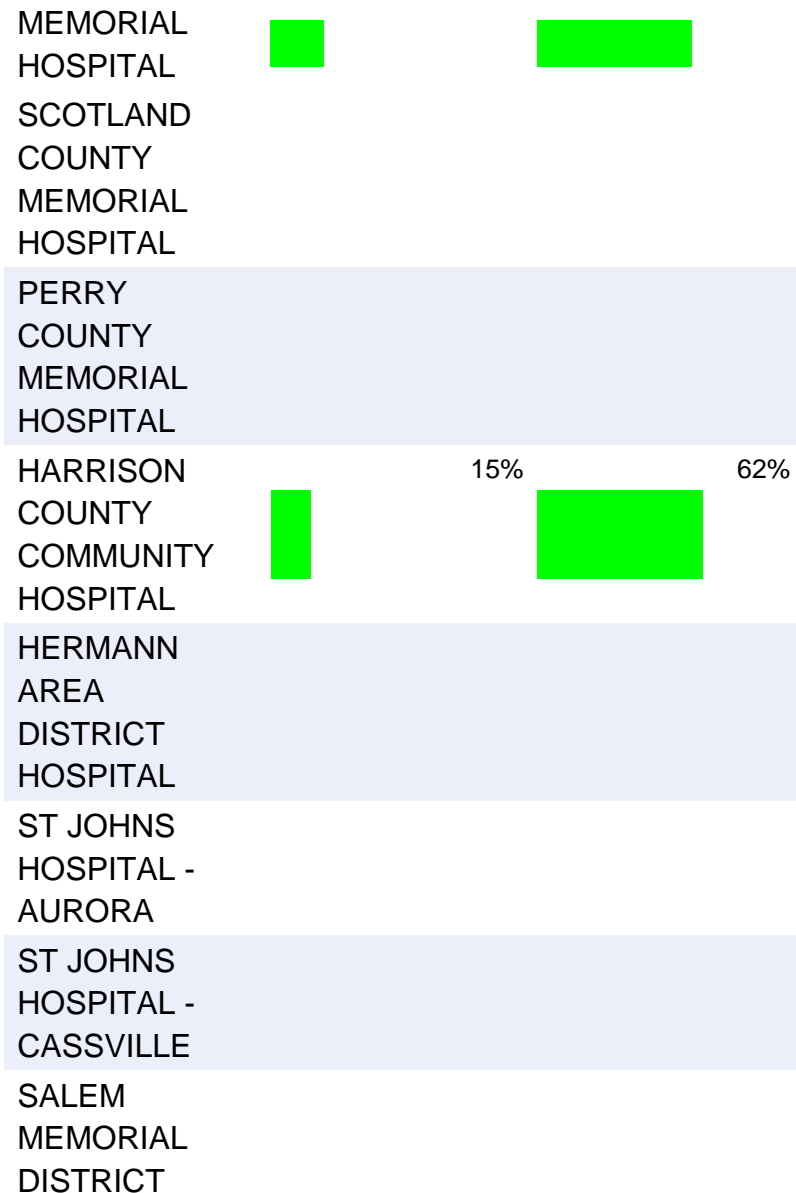 MEMORIAL
HOSPITAL
SCOTLAND
COUNTY
MEMORIAL
HOSPITAL
PERRY
COUNTY
MEMORIAL
HOSPITAL
HARRISON 15% 62%
COUNTY
COMMUNITY
HOSPITAL
HERMANN
AREA
DISTRICT
HOSPITAL
ST JOHNS
HOSPITAL -
AURORA
ST JOHNS
HOSPITAL -
CASSVILLE
SALEM
MEMORIAL
DISTRICT